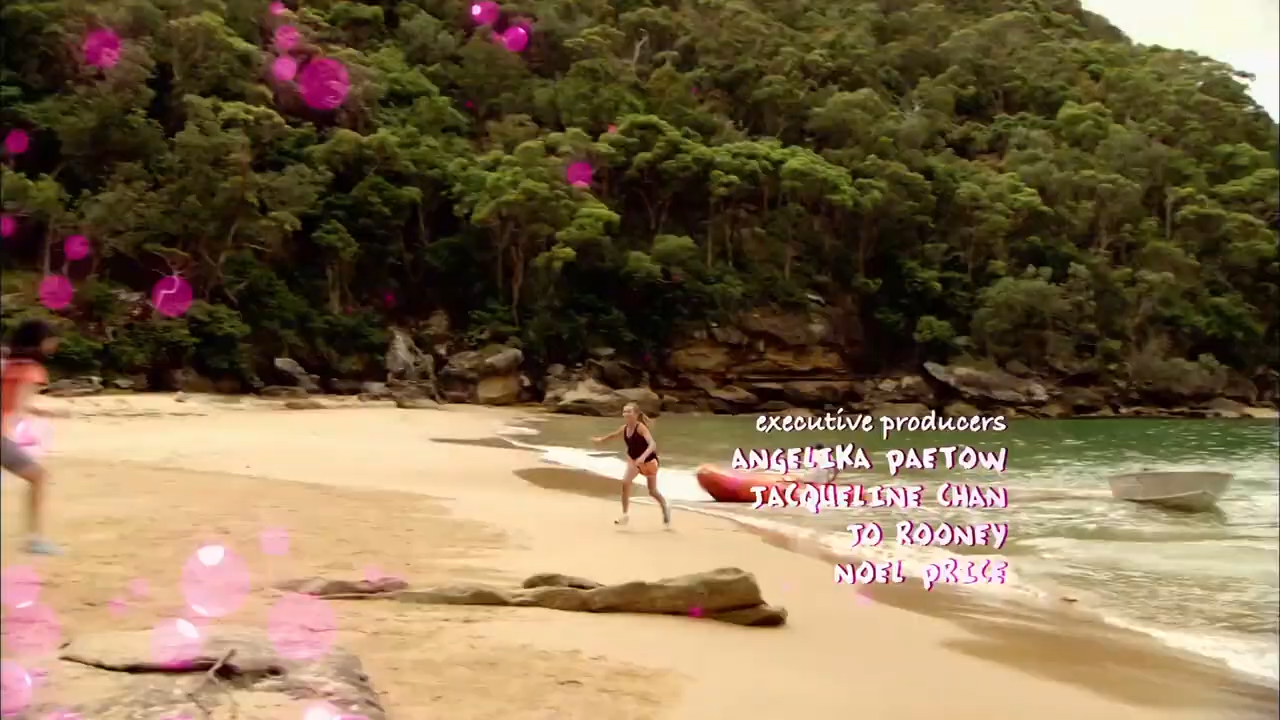 executive producers
ANGELIKA PAETOW
JACQUELINE CHAN
JO ROONEY
NOEL PRICE